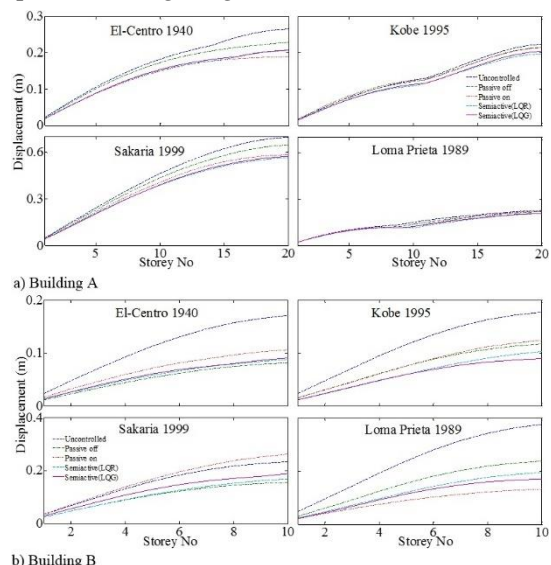 El-Centro 1940
Kobe 1995
Uncontrolled
Passive off
Passive on
Semiactive(LQR)
Semiactive(LQG)
Displacement (m)
0.3
0.2
0.1
0
Sakaria 1999
Loma Prieta 1989
0.6
0.3
0
5 10 15 20
5 10 15 20
Storey No
Storey No
a) Building A
El-Centro 1940
Kobe 1995
Displacement (m)
0.2
0.1
0
Sakaria 1999
Loma Prieta 1989
Uncontrolled
Passive off
Passive on
Semiactive(LQR)
Semiactive(LQG)
0.4
0.2
0
2 4 6 8 10
2 4 6 8 10
Storey No
Storey No
b) Building B